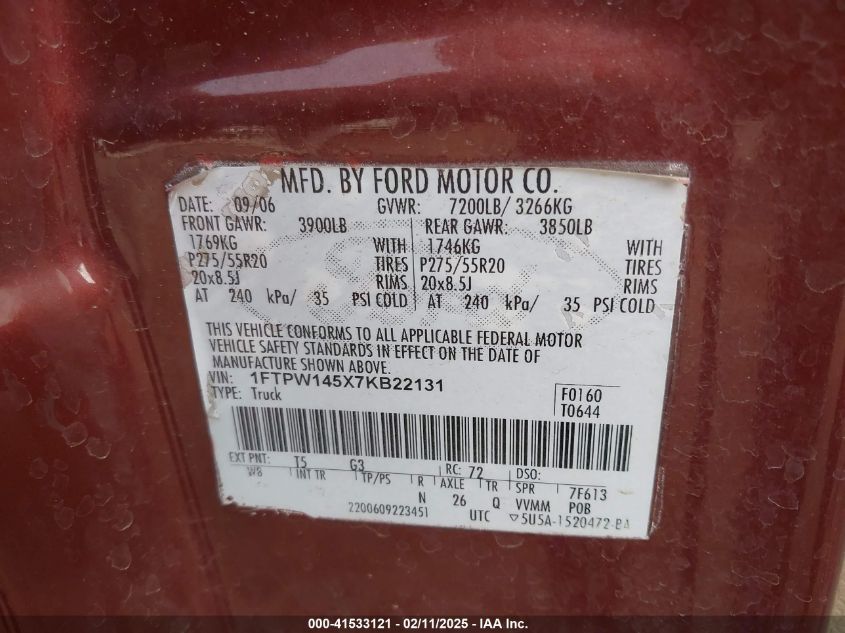 MFD. BY FORD MOTOR CO.
DATE: 09/06 GVWR: 7200LB/ 3266KG
FRONT GAWR: 3900LB REAR GAWR: 3850LB
1769KG WITH 1746KG WITH
P275/55R20 TIRES P275/55R20 TIRES
20x8.5J RIMS 20x8.5J RIMS
AT 240 kPa/ 35 PSI COLD AT 240 kPa/ 35 PSI COLD
THIS VEHICLE CONFORMS TO ALL APPLICABLE FEDERAL MOTOR
VEHICLE SAFETY STANDARDS IN EFFECT ON THE DATE OF
MANUFACTURE SHOWN ABOVE.
VIN: 1FTPW145X7KB22131
TYPE: Truck F0160
T0644
EXT PNT: T5 G3 RC: 72 DSO:
WB INT TR TP/PS R AXLE TR SPR 7F613
N 26 Q VVMM POB
2200609223451 UTC ▽5U5A-1520472-BA
000-41533121 - 02/11/2025 - IAA Inc.